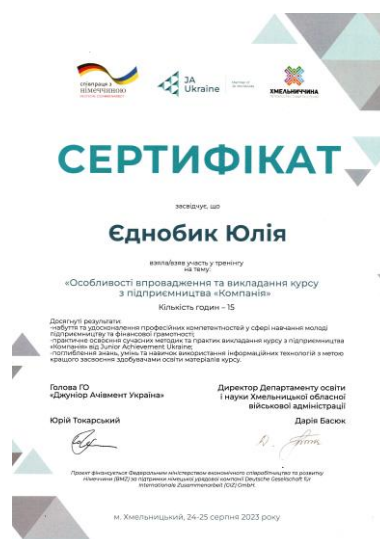 співпраця з
НІМЕЧЧИНОЮ
JA
Ukraine
ХМЕЛЬНИЧЧИНА
СЕРТИФІКАТ
засвідчує, що
Єднобик Юлія
взяла/взяв участь у тренінгу
на тему:
«Особливості впровадження та викладання курсу
з підприємництва «Компанія»
Кількість годин – 15
Досягнуті результати:
-набуття та удосконалення професійних компетентностей у сфері навчання молоді
підприємництву та фінансової грамотності;
-практичне освоєння сучасних методик та практик викладання курсу з підприємництва
«Компанія» від Junior Achievement Ukraine;
-поглиблення знань, умінь та навичок використання інформаційних технологій з метою
кращого засвоєння здобувачами освіти матеріалів курсу.
Голова ГО
«Джуніор Ачівмент Україна»
Юрій Токарський
Директор Департаменту освіти
і науки Хмельницької обласної
військової адміністрації
Дарія Басюк
Проєкт фінансується Федеральним міністерством економічного співробітництва та розвитку
Німеччини (BMZ) за підтримки німецької урядової компанії Deutsche Gesellschaft für
Internationale Zusammenarbeit (GIZ) GmbH.
м. Хмельницький, 24-25 серпня 2023 року